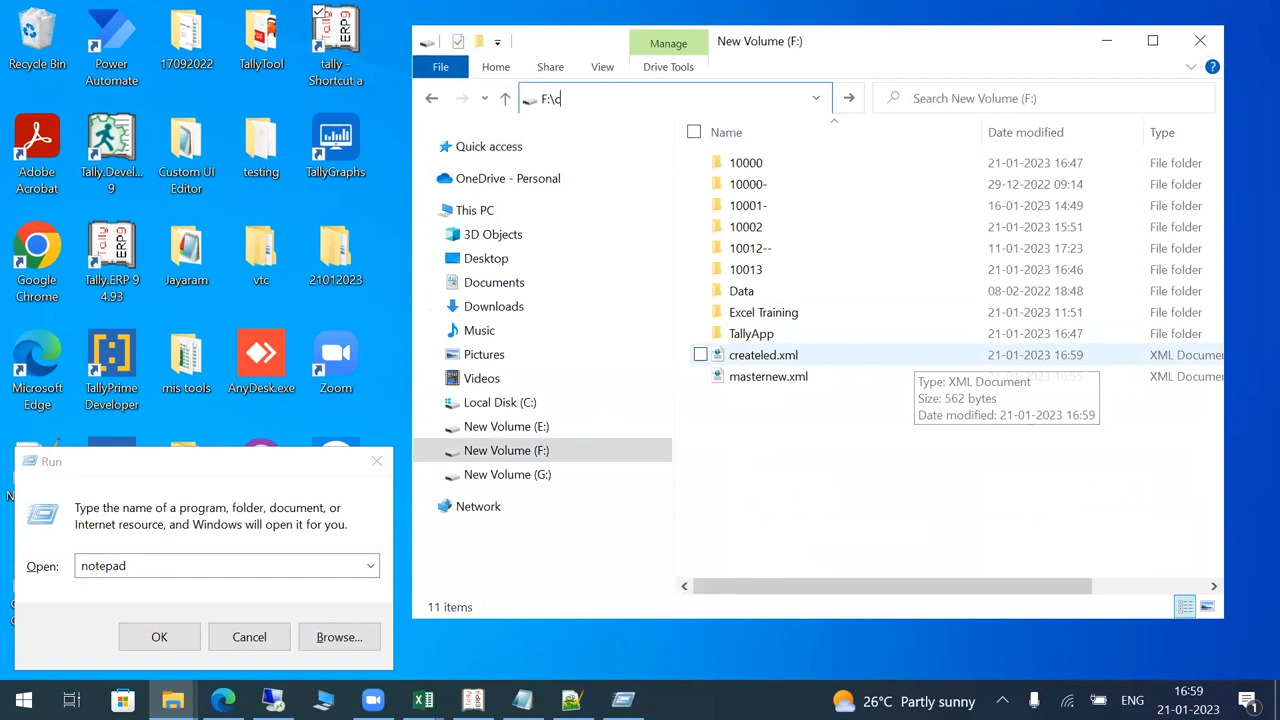 Recycle Bin
Power
Automate
17092022
TallyTool
tally -
Shortcut a
Adobe
Acrobat
Tally.Devel...
9
Custom UI
Editor
testing
TallyGraphs
Google
Chrome
Tally.ERP 9
4.93
Jayaram
vtc
21012023
Microsoft
Edge
TallyPrime
Developer
mis tools
AnyDesk.exe
Zoom
Manage
New Volume (F:)
File
Home
Share
View
Drive Tools
F:\c
Search New Volume (F:)
Quick access
OneDrive - Personal
This PC
3D Objects
Desktop
Documents
Downloads
Music
Pictures
Videos
Local Disk (C:)
New Volume (E:)
New Volume (F:)
New Volume (G:)
Network
Name
Date modified
Type
10000
21-01-2023 16:47
File folder
10000-
29-12-2022 09:14
File folder
10001-
16-01-2023 14:49
File folder
10002
21-01-2023 15:51
File folder
10012--
11-01-2023 17:23
File folder
10013
21-01-2023 16:46
File folder
Data
08-02-2022 18:48
File folder
Excel Training
21-01-2023 11:51
File folder
TallyApp
21-01-2023 16:47
File folder
createled.xml
21-01-2023 16:59
XML Docume
masternew.xml
21-01-2023 16:55
XML Docume
Type: XML Document
Size: 562 bytes
Date modified: 21-01-2023 16:59
11 items
Run
Type the name of a program, folder, document, or
Internet resource, and Windows will open it for you.
Open:
notepad
OK
Cancel
Browse...
26°C Partly sunny
ENG
16:59
21-01-2023
1